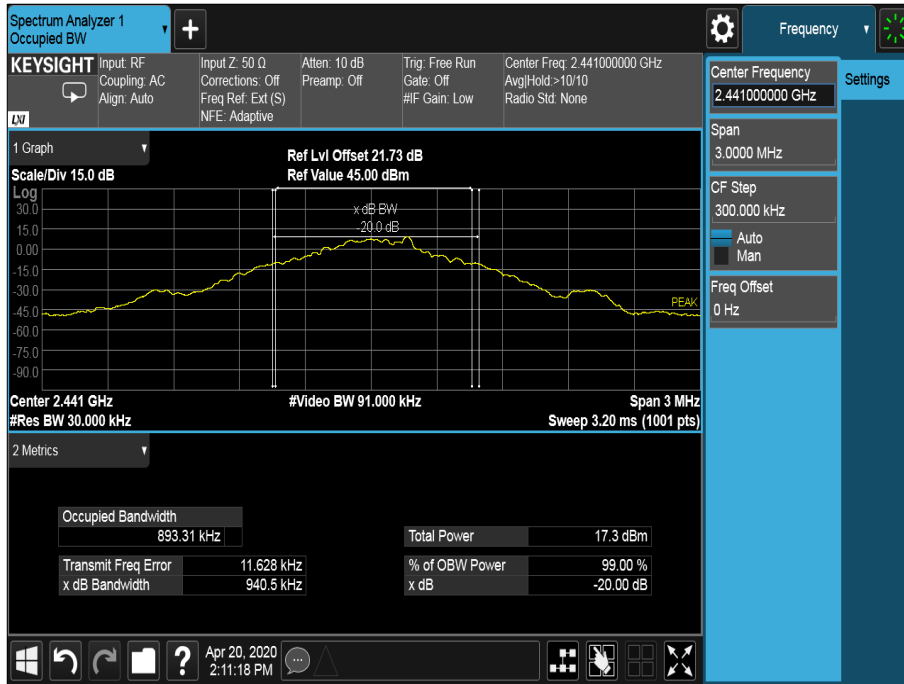 Spectrum Analyzer 1
Occupied BW
Frequency
KEYSIGHT
LXI
Input: RF
Coupling: AC
Align: Auto
Input Z: 50 Ω
Corrections: Off
Freq Ref: Ext (S)
NFE: Adaptive
Atten: 10 dB
Preamp: Off
Trig: Free Run
Gate: Off
#IF Gain: Low
Center Freq: 2.441000000 GHz
Avg|Hold:>10/10
Radio Std: None
Center Frequency
2.441000000 GHz
Settings
Span
3.0000 MHz
CF Step
300.000 kHz
Auto
Man
Freq Offset
0 Hz
1 Graph
Scale/Div 15.0 dB
Ref Lvl Offset 21.73 dB
Ref Value 45.00 dBm
Log
30.0
15.0
0.00
-15.0
-30.0
-45.0
-60.0
-75.0
-90.0
x dB BW
-20.0 dB
PEAK
Center 2.441 GHz
#Video BW 91.000 kHz
Span 3 MHz
#Res BW 30.000 kHz
Sweep 3.20 ms (1001 pts)
2 Metrics
Occupied Bandwidth
893.31 kHz
Total Power 17.3 dBm
Transmit Freq Error 11.628 kHz
% of OBW Power 99.00 %
x dB Bandwidth 940.5 kHz
x dB -20.00 dB
?
Apr 20, 2020
2:11:18 PM